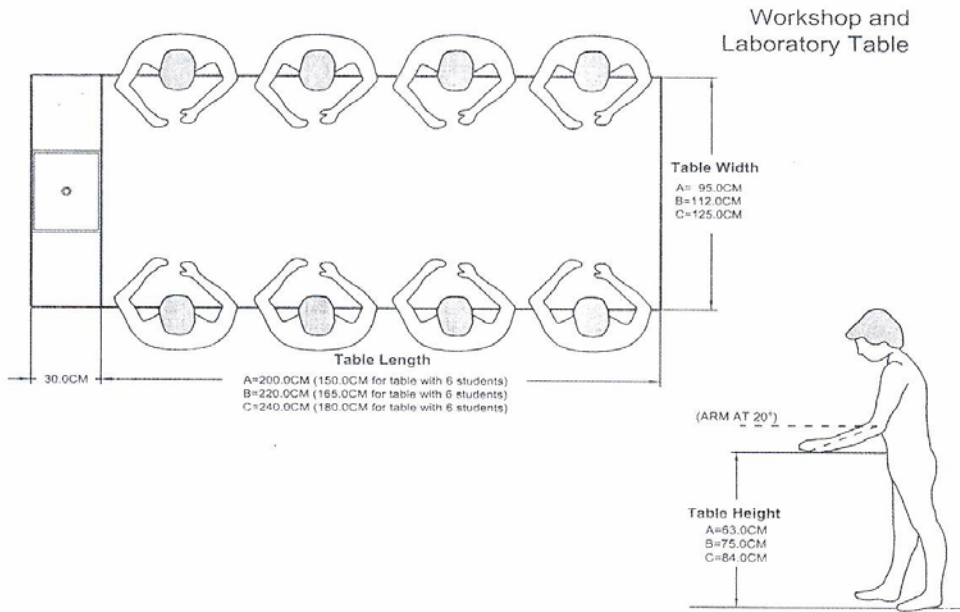 Workshop and
Laboratory Table
Table Width
A= 95.0CM
B=112.0CM
C=125.0CM
Table Length
30.0CM
A=200.0CM (150.0CM for table with 6 students)
B=220.0CM (165.0CM for table with 6 students)
C=240.0CM (180.0CM for table with 6 students)
(ARM AT 20°)
Table Height
A=63.0CM
B=75.0CM
C=84.0CM